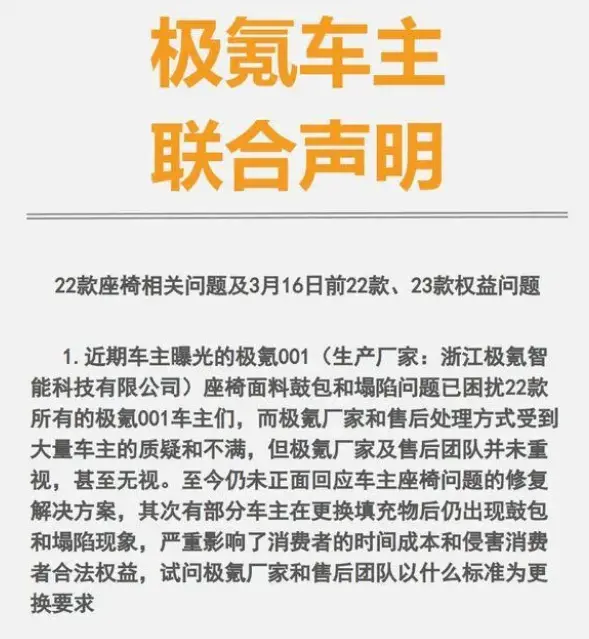 极氪车主
联合声明
22款座椅相关问题及3月16日前22款、23款权益问题
1.近期车主曝光的极氪001（生产厂家：浙江极氪智
能科技有限公司）座椅面料鼓包和塌陷问题已困扰22款
所有的极氪001车主们，而极氪厂家和售后处理方式受到
大量车主的质疑和不满，但极氪厂家及售后团队并未重
视，甚至无视。至今仍未正面回应车主座椅问题的修复
解决方案，其次有部分车主在更换填充物后仍出现鼓包
和塌陷现象，严重影响了消费者的时间成本和侵害消费
者合法权益，试问极氪厂家和售后团队以什么标准为更
换要求